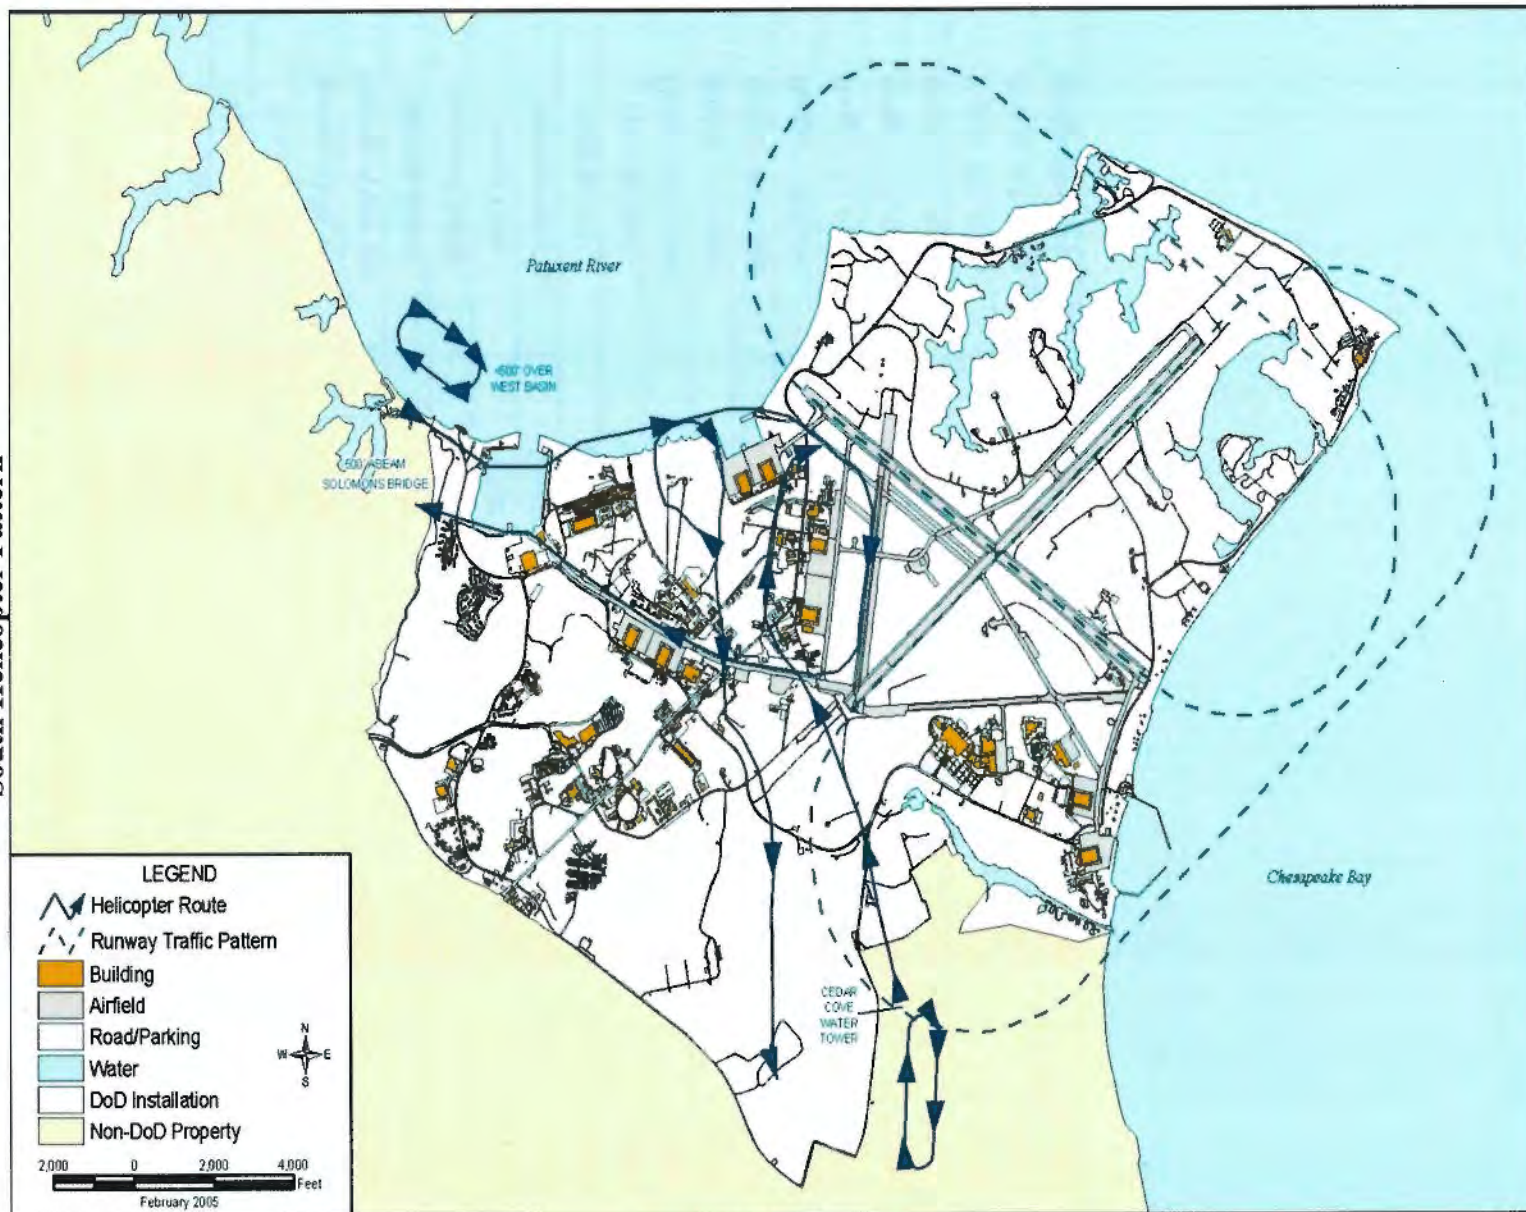 Patuxent River
<500' OVER
WEST BASIN
500' ABEAM
SOLOMONS BRIDGE
Chesapeake Bay
CEDAR
COVE
WATER
TOWER
LEGEND
Helicopter Route
Runway Traffic Pattern
Building
Airfield
Road/Parking
Water
DoD Installation
Non-DoD Property
N
W E
S
2,000 0 2,000 4,000
Feet
February 2005